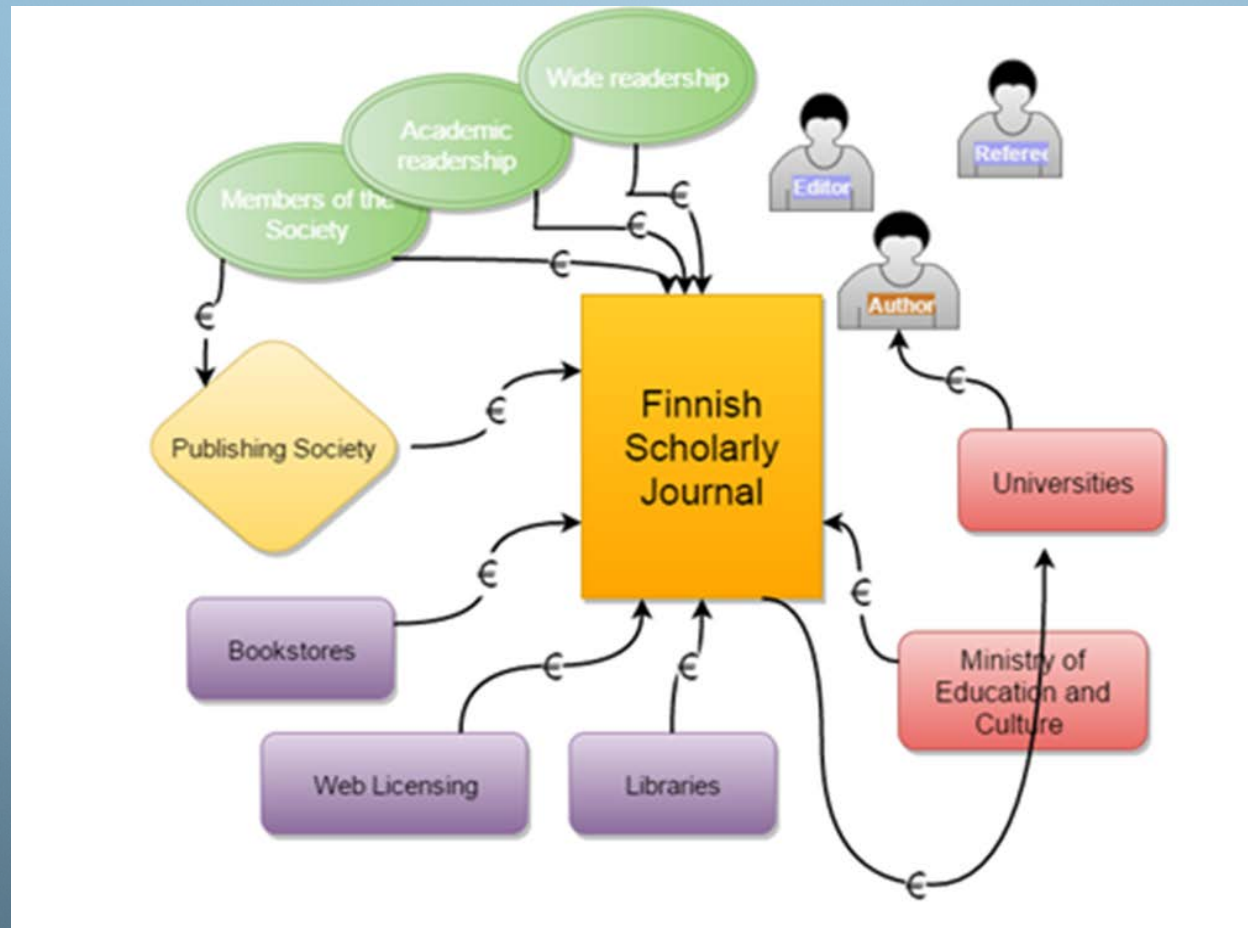 Wide readership
Academic
readership
Members of the
Society
Editor
Referee
Author
€
€
€
€
Publishing Society
€
Finnish
Scholarly
Journal
€
Universities
€
Bookstores
€
Ministry of
Education and
Culture
€
Web Licensing
€
Libraries
€